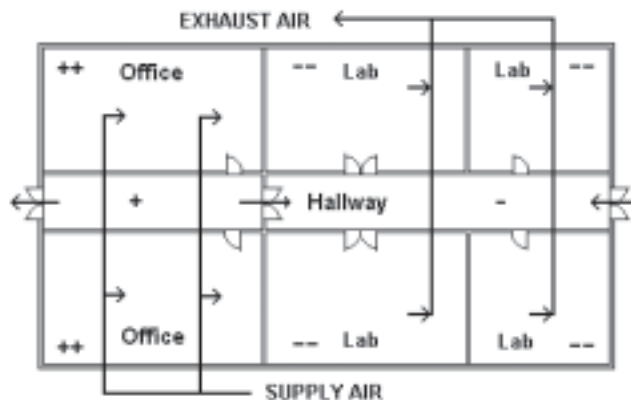 EXHAUST AIR
++ Office -- Lab Lab --
+ Hallway -
++ Office -- Lab Lab --
SUPPLY AIR